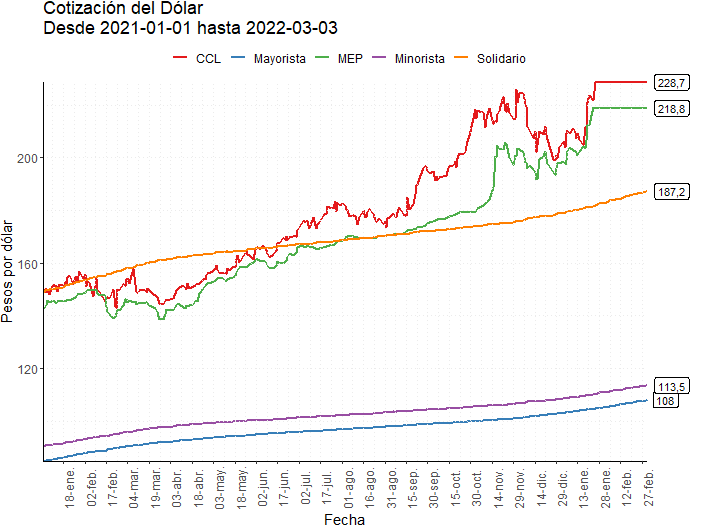 Cotización del Dólar
Desde 2021-01-01 hasta 2022-03-03
CCL Mayorista MEP Minorista Solidario
228,7
218,8
200
187,2
160
120
113,5
108
Pesos por dólar
18-ene.
02-feb.
17-feb.
04-mar.
19-mar.
03-abr.
18-abr.
03-may.
18-may.
02-jun.
17-jun.
02-jul.
17-jul.
01-ago.
16-ago.
31-ago.
15-sep.
30-sep.
15-oct.
30-oct.
14-nov.
29-nov.
14-dic.
29-dic.
13-ene.
28-ene.
12-feb.
27-feb.
Fecha